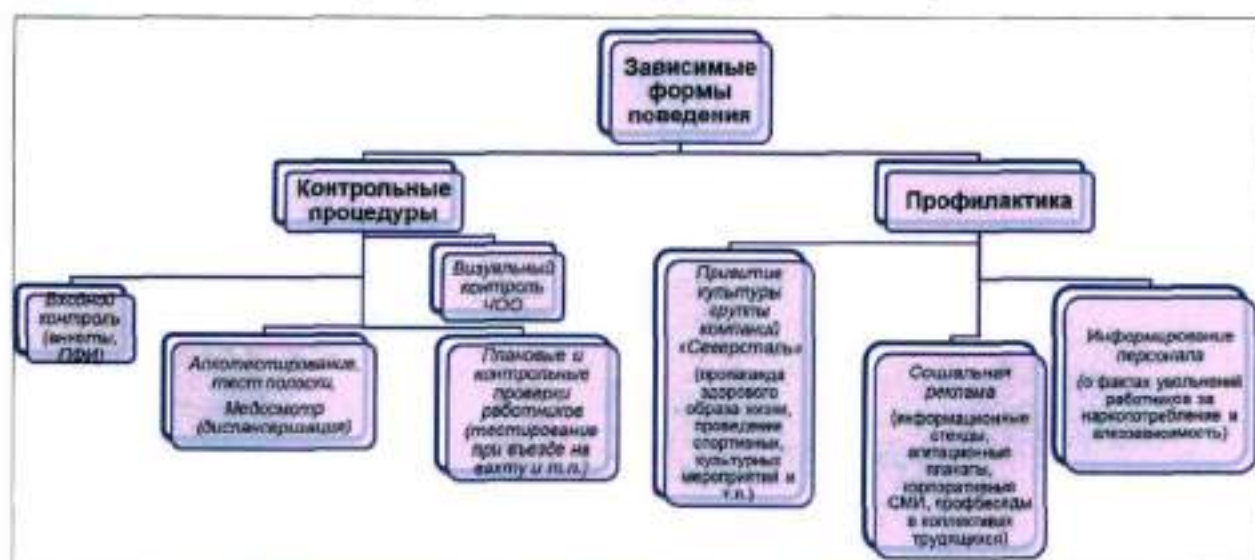 Зависимые
формы
поведения
Контрольные
процедуры
Профилактика
Входной
контроль
(анкеты,
ПФИ)
Визуальный
контроль
ЧОО
Алкотестирование,
тест полоски,
Медосмотр
(диспансеризация)
Плановые и
контрольные
проверки
работников
(тестирование
при въезде на
вахту и т.п.)
Привитие
культуры
группы
компаний
«Северсталь»
(пропаганда
здорового
образа жизни,
проведение
спортивных,
культурных
мероприятий и
т.п.)
Социальная
реклама
(информационные
стенды,
агитационные
плакаты,
корпоративные
СМИ, профбеседы
в коллективах
трудящихся)
Информирование
персонала
(о фактах увольнений
работников за
наркопотребление и
алкозависимость)